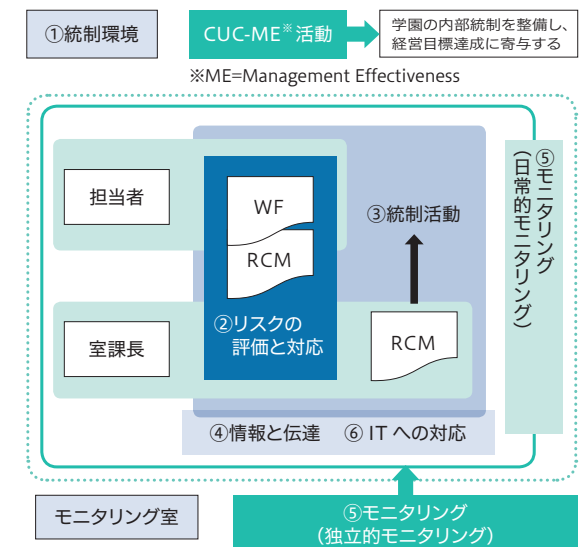 ①統制環境
CUC-ME※活動
学園の内部統制を整備し、
経営目標達成に寄与する
※ME=Management Effectiveness
担当者
WF
RCM
③統制活動
⑤モニタリング
(日常的モニタリング)
②リスクの
評価と対応
室課長
RCM
④情報と伝達
⑥ITへの対応
モニタリング室
⑤モニタリング
(独立的モニタリング)